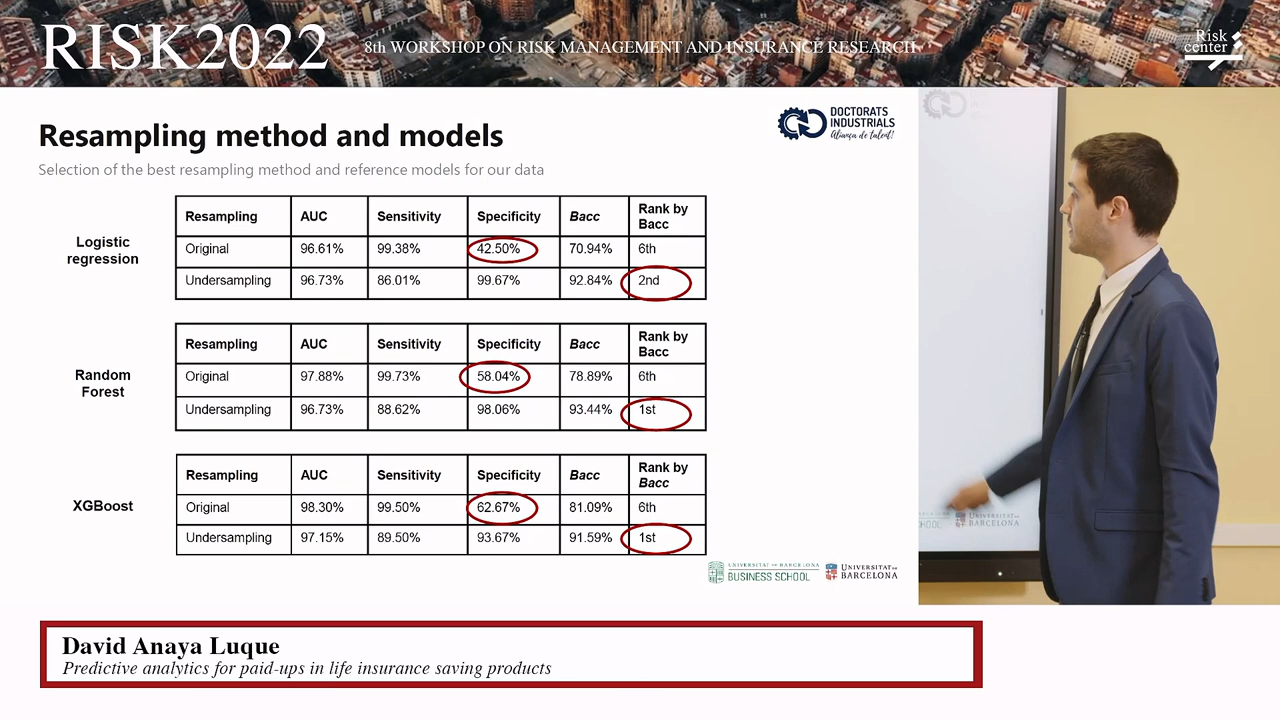 RISK2022
8th WORKSHOP ON RISK MANAGEMENT AND INSURANCE RESEARCH
Risk
center
Resampling method and models
Selection of the best resampling method and reference models for our data
DOCTORATS
INDUSTRIALS
Aliança de talent!
Logistic
regression
Resampling AUC Sensitivity Specificity Bacc Rank by Bacc
Original 96.61% 99.38% 42.50% 70.94% 6th
Undersampling 96.73% 86.01% 99.67% 92.84% 2nd
Random
Forest
Resampling AUC Sensitivity Specificity Bacc Rank by Bacc
Original 97.88% 99.73% 58.04% 78.89% 6th
Undersampling 96.73% 88.62% 98.06% 93.44% 1st
XGBoost
Resampling AUC Sensitivity Specificity Bacc Rank by Bacc
Original 98.30% 99.50% 62.67% 81.09% 6th
Undersampling 97.15% 89.50% 93.67% 91.59% 1st
UNIVERSITAT DE BARCELONA
BUSINESS SCHOOL
UNIVERSITAT DE
BARCELONA
UNIVERSITAT DE
BARCELONA
David Anaya Luque
Predictive analytics for paid-ups in life insurance saving products